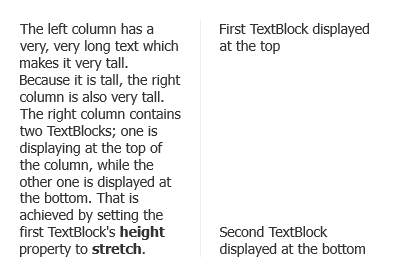 The left column has a
very, very long text which
makes it very tall.
Because it is tall, the right
column is also very tall.
The right column contains
two TextBlocks; one is
displaying at the top of
the column, while the
other one is displayed at
the bottom. That is
achieved by setting the
first TextBlock's height
property to stretch.
First TextBlock displayed
at the top
Second TextBlock
displayed at the bottom